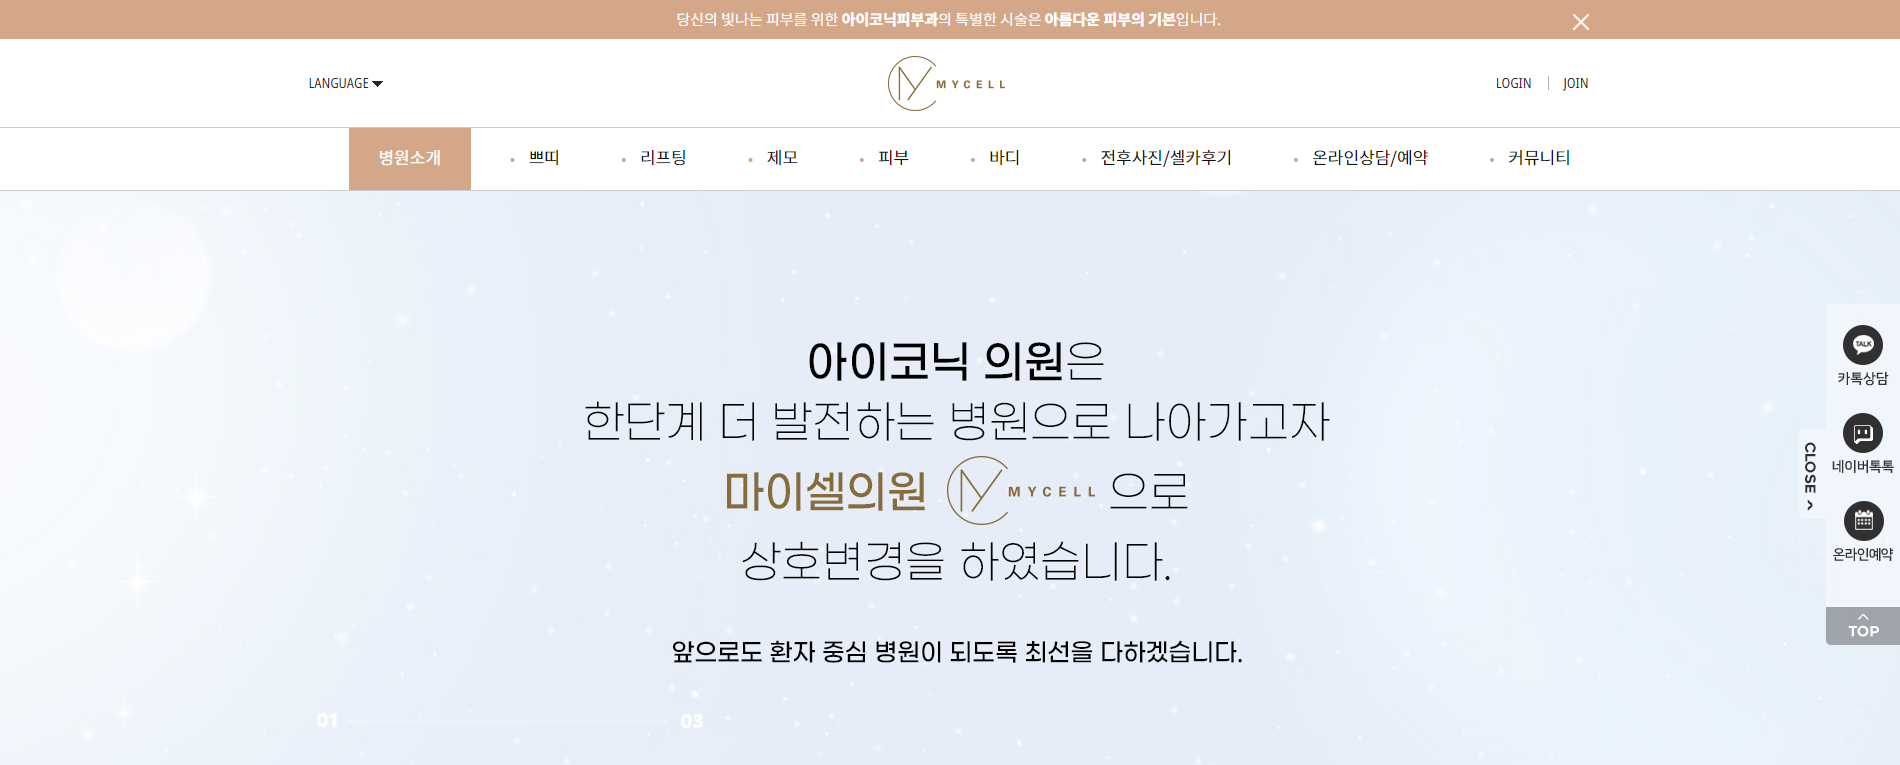 당신의 빛나는 피부를 위한 아이코닉피부과의 특별한 시술은 아름다운 피부의 기본입니다.
LANGUAGE
MYCELL
LOGIN
JOIN
병원소개
쁘띠
리프팅
제모
피부
바디
전후사진/셀카후기
온라인상담/예약
커뮤니티
아이코닉 의원은
한단계 더 발전하는 병원으로 나아가고자
마이셀의원 MYCELL 으로
상호변경을 하였습니다.
앞으로도 환자 중심 병원이 되도록 최선을 다하겠습니다.
01
03
TALK
카톡상담
네이버톡톡
온라인예약
CLOSE
TOP